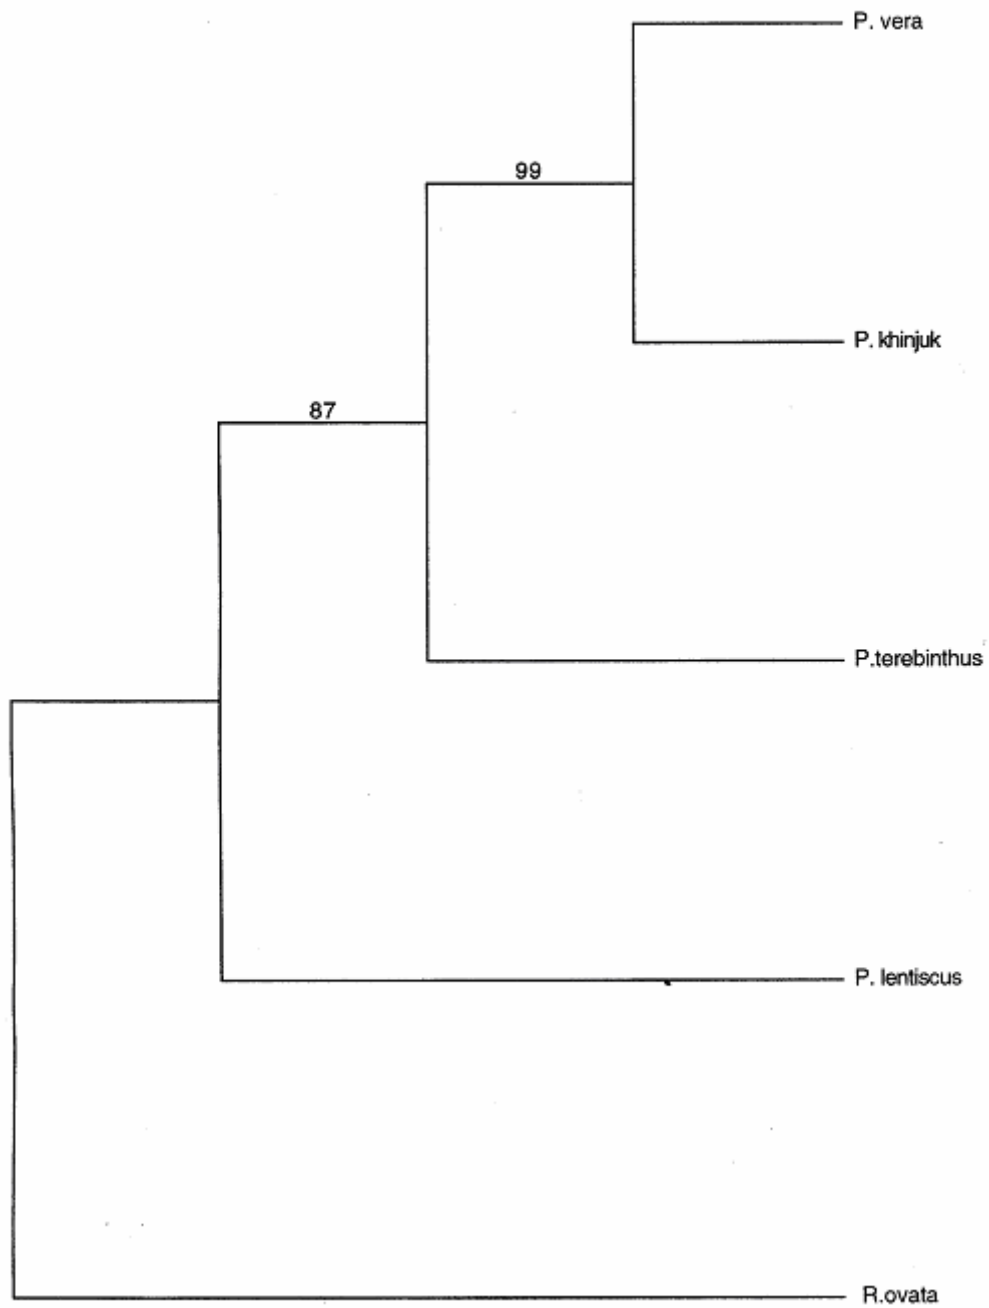 P. vera
99
P. khinjuk
87
P.terebinthus
P. lentiscus
R.ovata